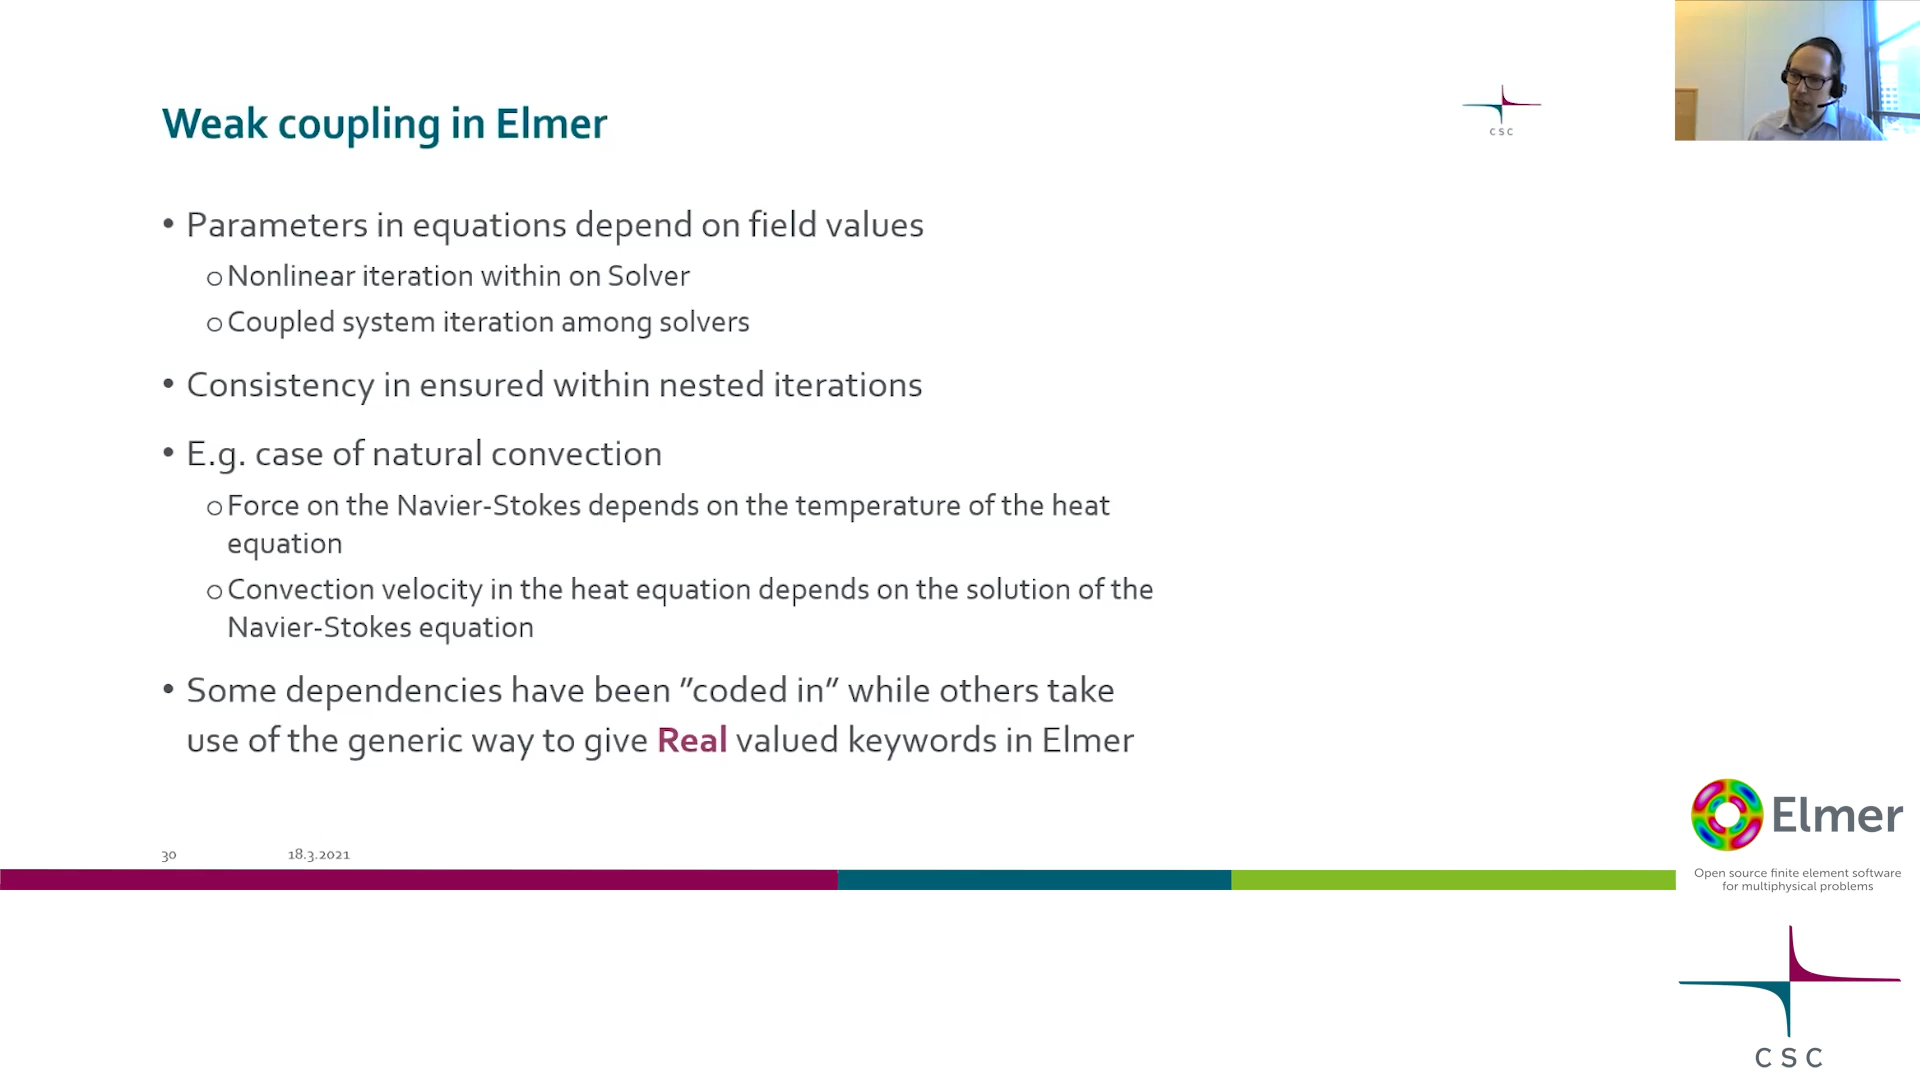 Weak coupling in Elmer
CSC
• Parameters in equations depend on field values
o Nonlinear iteration within on Solver
o Coupled system iteration among solvers
• Consistency in ensured within nested iterations
• E.g. case of natural convection
o Force on the Navier-Stokes depends on the temperature of the heat
equation
o Convection velocity in the heat equation depends on the solution of the
Navier-Stokes equation
• Some dependencies have been ”coded in” while others take
use of the generic way to give Real valued keywords in Elmer
30 18.3.2021
Elmer
Open source finite element software
for multiphysical problems
CSC